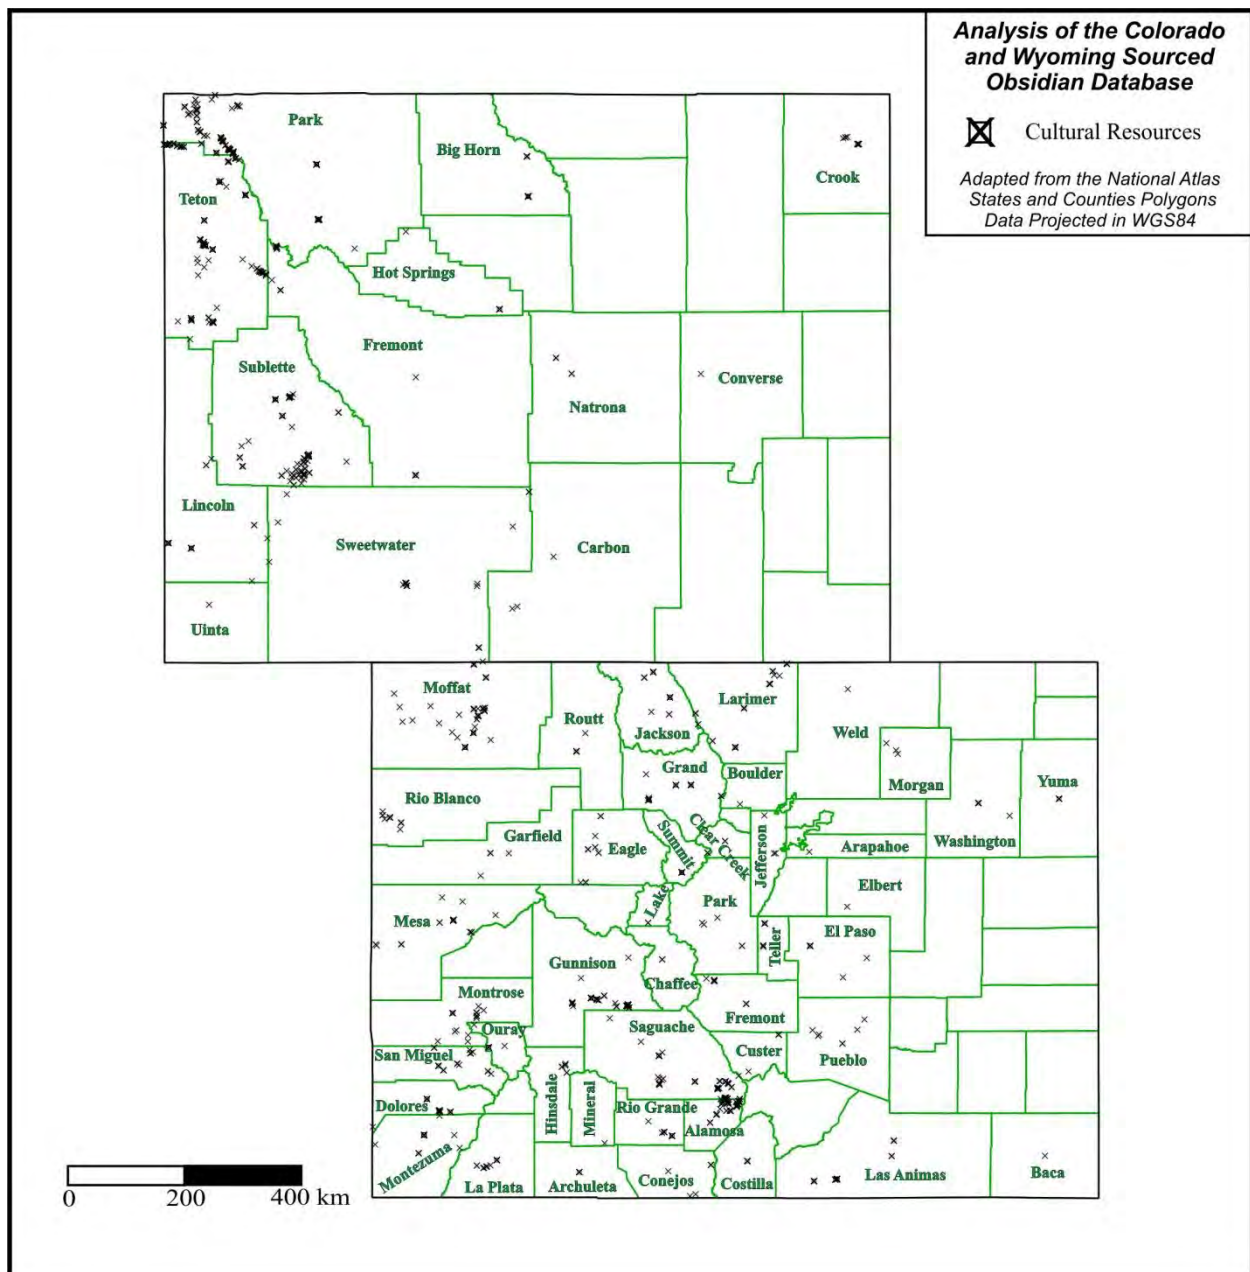 Analysis of the Colorado
and Wyoming Sourced
Obsidian Database
Cultural Resources
Adapted from the National Atlas
States and Counties Polygons
Data Projected in WGS84
Park
Big Horn
Crook
Teton
Hot Springs
Fremont
Sublette
Converse
Natrona
Lincoln
Sweetwater
Carbon
Uinta
Moffat
Larimer
Routt
Jackson
Weld
Grand
Boulder
Morgan
Yuma
Rio Blanco
Garfield
Eagle
Summit
Clear Creek
Jefferson
Arapahoe
Washington
Elbert
Lake
Park
Mesa
Teller
El Paso
Gunnison
Chaffee
Montrose
Fremont
Ouray
Saguache
Custer
Pueblo
San Miguel
Hinsdale
Mineral
Dolores
Rio Grande
Alamosa
Montezuma
La Plata
Archuleta
Conejos
Costilla
Las Animas
Baca
0 200 400 km